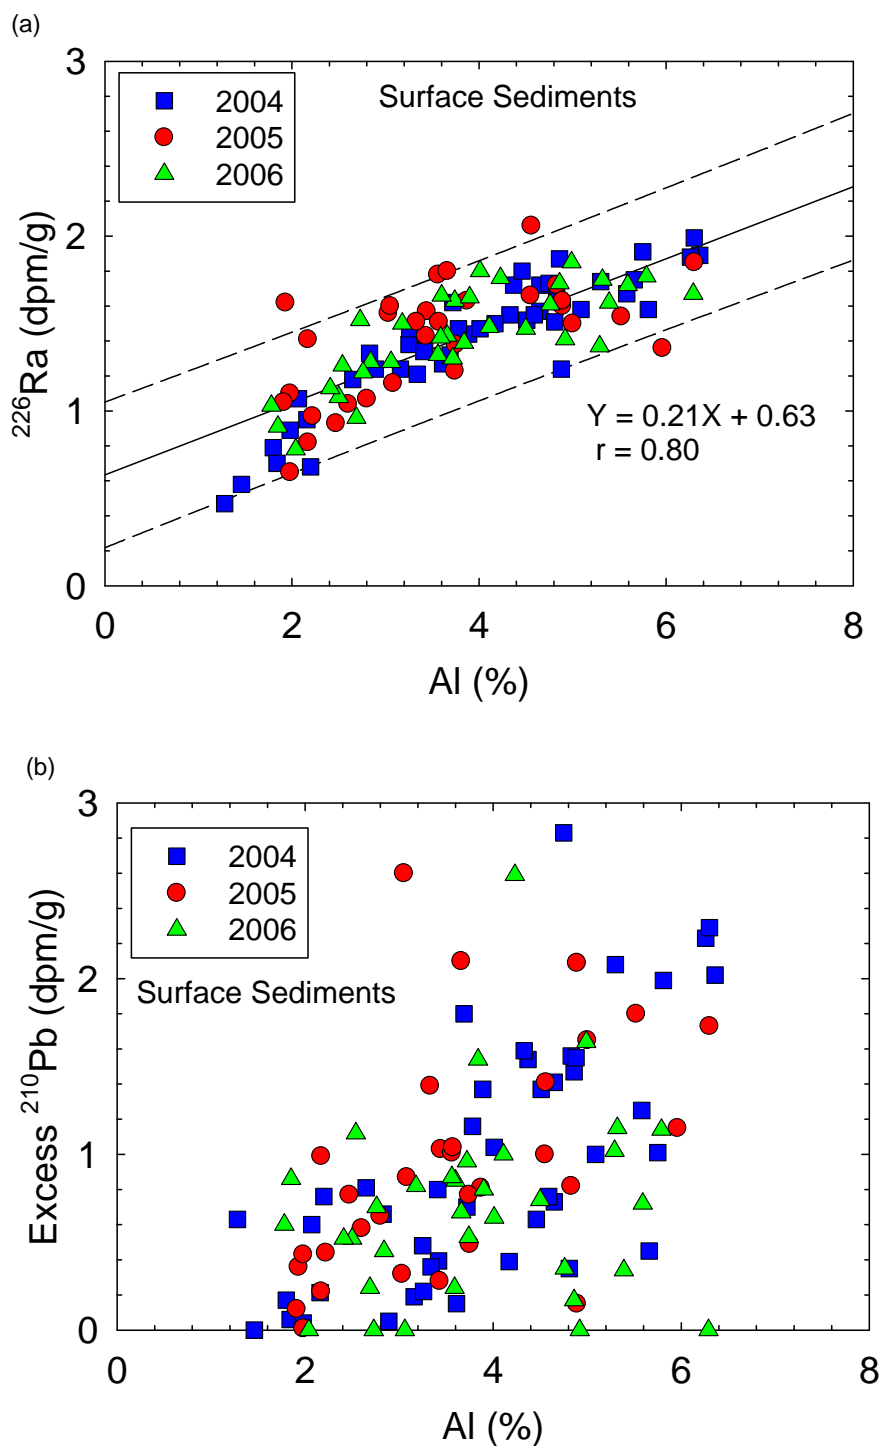 (a)
3
2004
2005
2006
Surface Sediments
2
²²⁶Ra (dpm/g)
1
Y = 0.21X + 0.63
r = 0.80
0
0 2 4 6 8
Al (%)
(b)
3
2004
2005
2006
Surface Sediments
2
Excess ²¹⁰Pb (dpm/g)
1
0
0 2 4 6 8
Al (%)